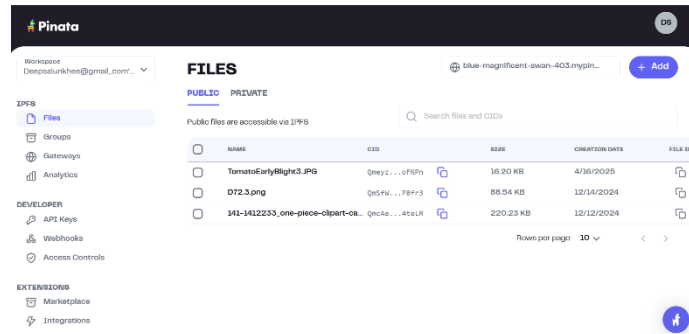 Pinata
DS
Workspace
Deepsalunkhee@gmail_com'...
FILES
blue-magnificent-swan-403.mypin...
+ Add
PUBLIC PRIVATE
IPFS
Files
Groups
Gateways
Analytics
Public files are accessible via IPFS
Search files and CIDs
NAME CID SIZE CREATION DATE FILE I
TomatoEarlyBlight3.JPG Qmeyz...oFNPn 16.20 KB 4/16/2025
D72.3.png QmSfW...P8fr3 88.54 KB 12/14/2024
141-1412233_one-piece-clipart-ca... QmcAe...4teLR 220.23 KB 12/12/2024
Rows per page: 10
DEVELOPER
API Keys
Webhooks
Access Controls
EXTENSIONS
Marketplace
Integrations